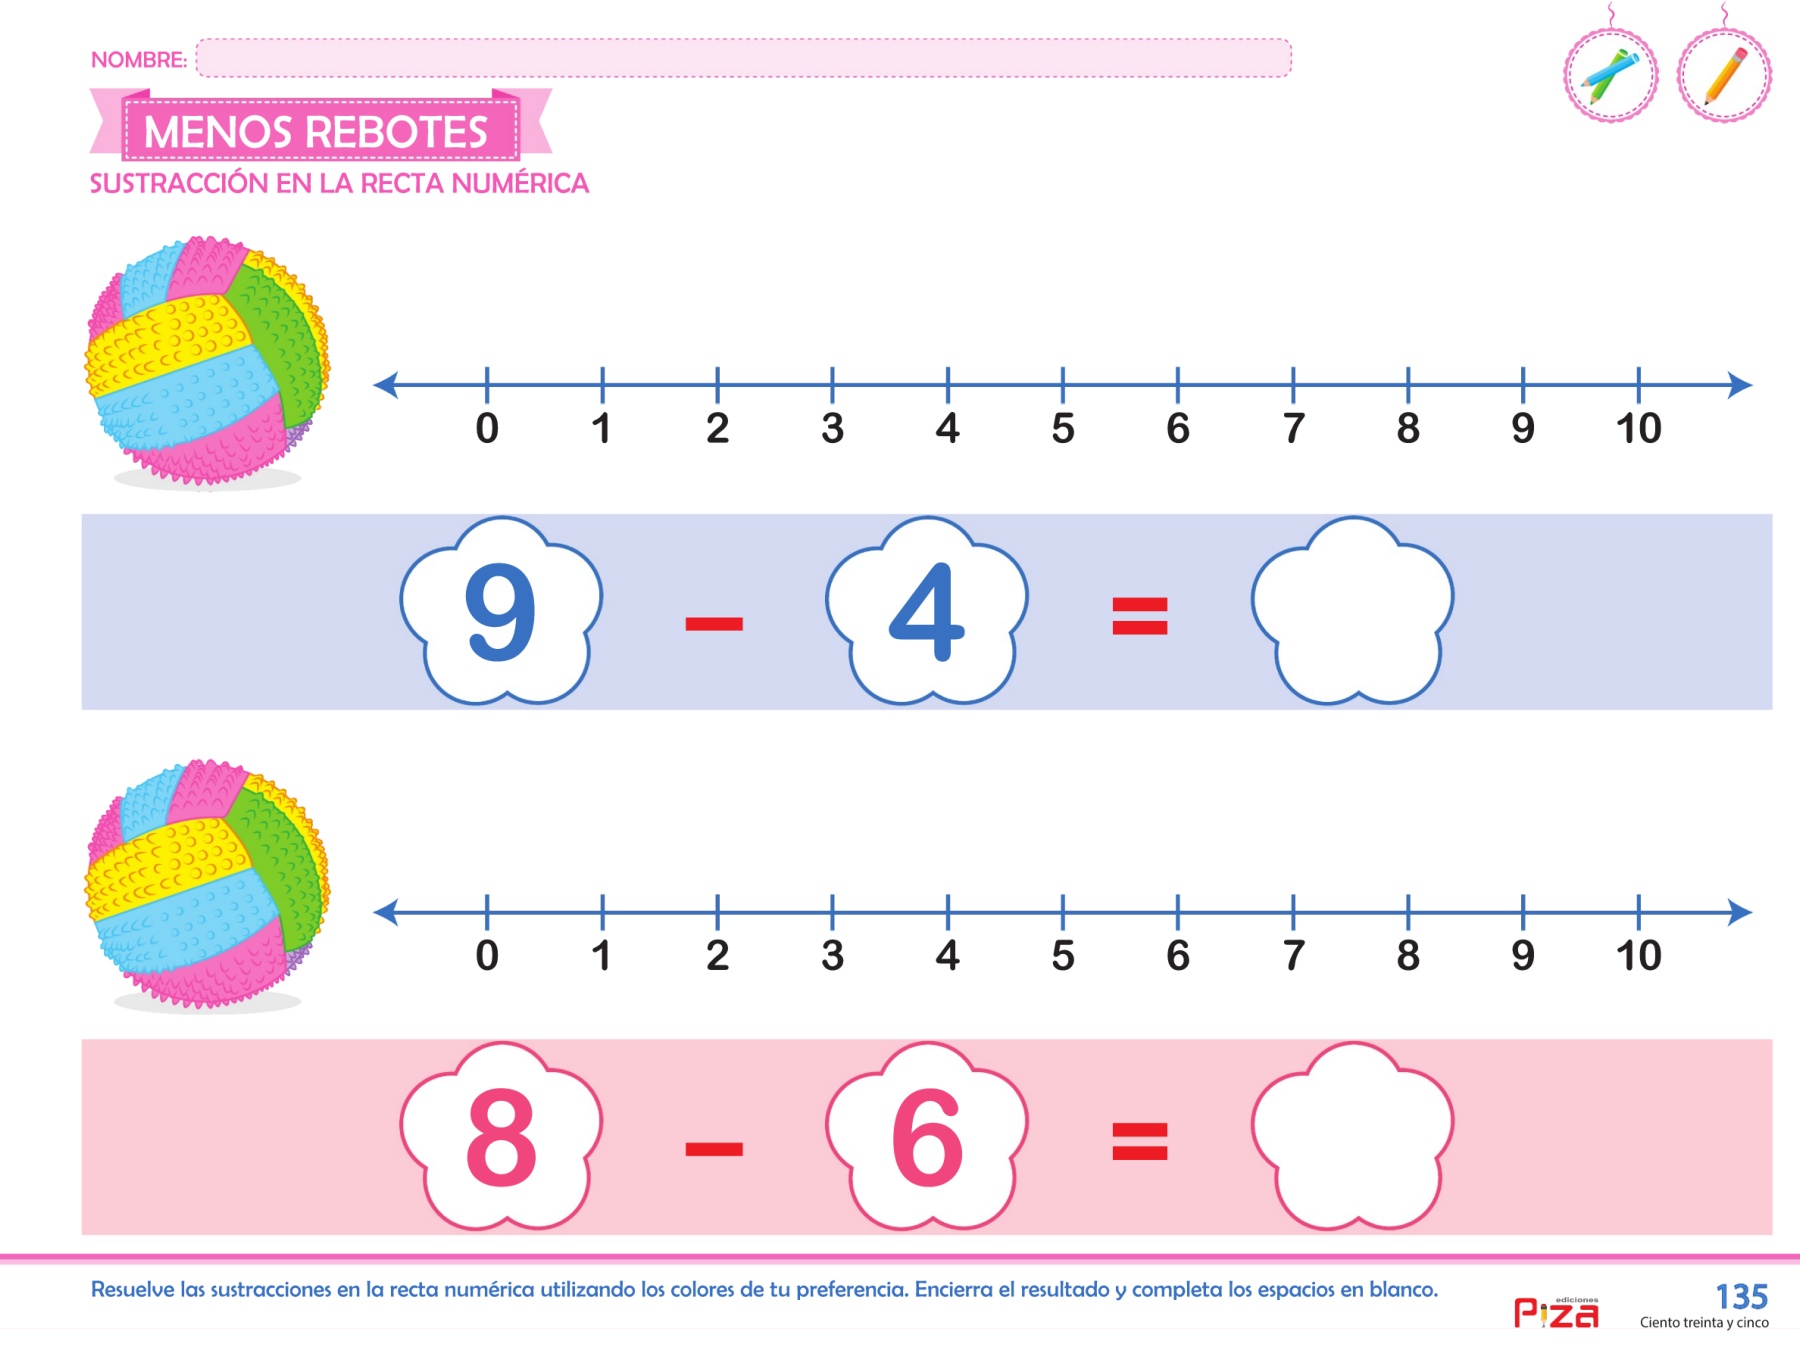 NOMBRE:
MENOS REBOTES
SUSTRACCIÓN EN LA RECTA NUMÉRICA
0 1 2 3 4 5 6 7 8 9 10
9 – 4 =
0 1 2 3 4 5 6 7 8 9 10
8 – 6 =
Resuelve las sustracciones en la recta numérica utilizando los colores de tu preferencia. Encierra el resultado y completa los espacios en blanco.
ediciones
PIZA
135
Ciento treinta y cinco